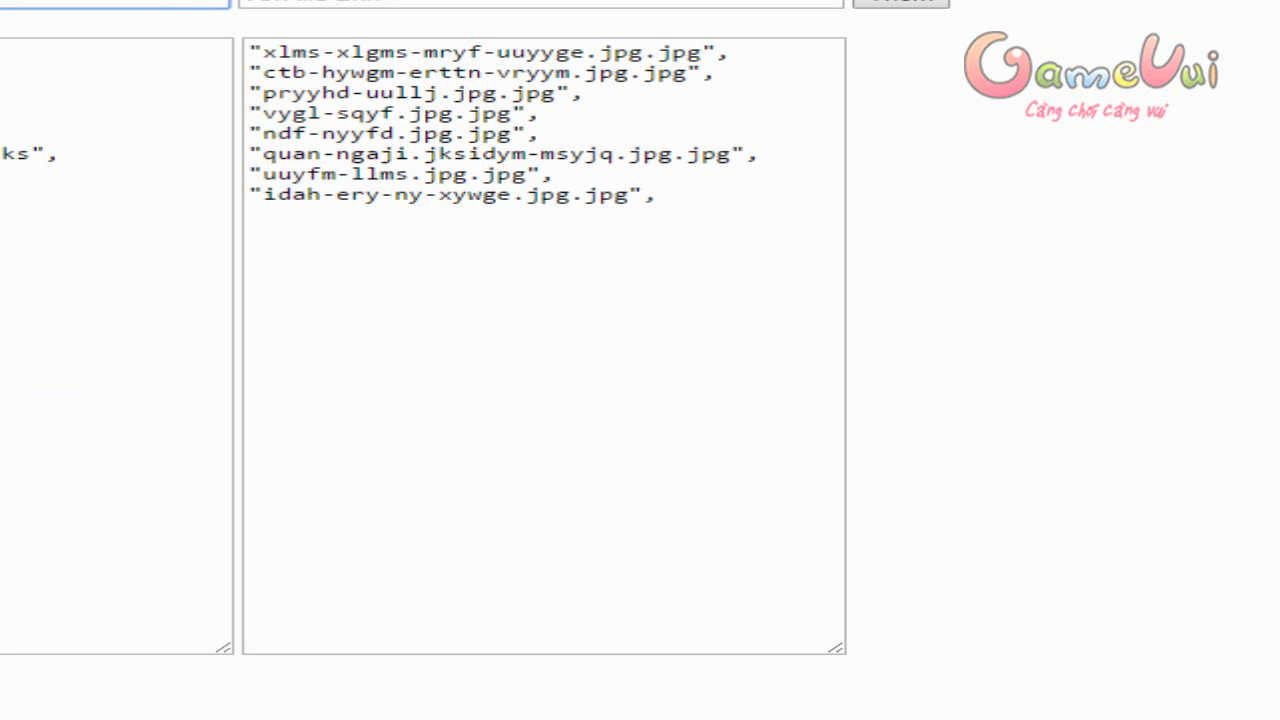 "xlms-xlgms-mryf-uuyyge.jpg.jpg",
"ctb-hywgm-erttn-vryym.jpg.jpg",
"pryyhd-uullj.jpg.jpg",
"vygl-sqyf.jpg.jpg",
"ndf-nyyfd.jpg.jpg",
ks",
"quan-ngaji.jksidym-msyjq.jpg.jpg",
"uuyfm-llms.jpg.jpg",
"idah-ery-ny-xywge.jpg.jpg",
GameVui
Càng chơi càng vui